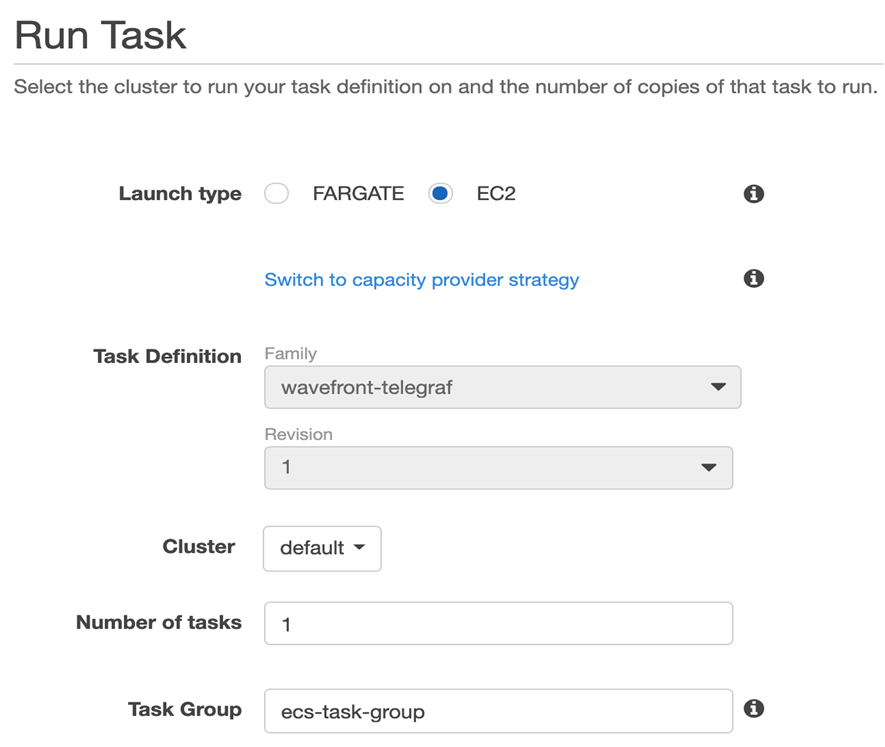 Run Task
Select the cluster to run your task definition on and the number of copies of that task to run.
Launch type FARGATE EC2
Switch to capacity provider strategy
Task Definition Family
wavefront-telegraf
Revision
1
Cluster default
Number of tasks 1
Task Group ecs-task-group